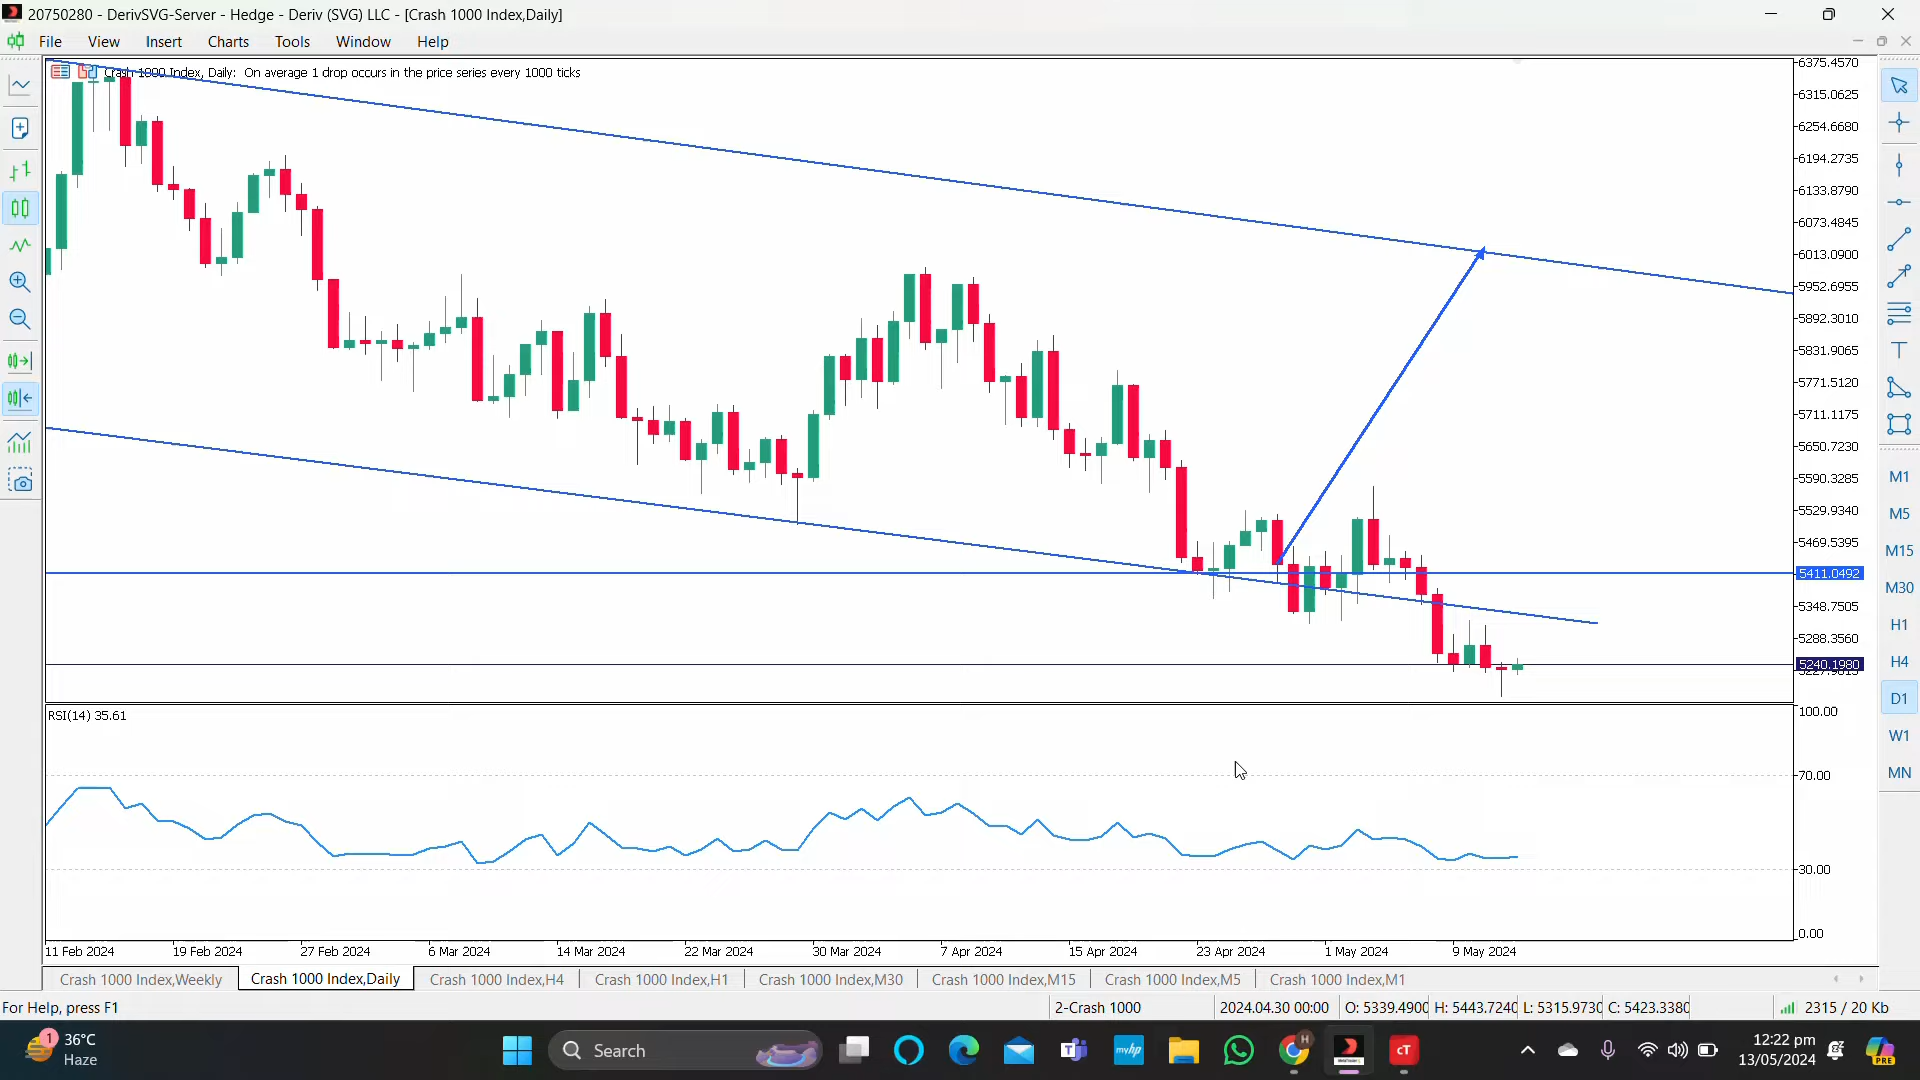 20750280 - DerivSVG-Server - Hedge - Deriv (SVG) LLC - [Crash 1000 Index,Daily]
File View Insert Charts Tools Window Help
Crash 1000 Index, Daily: On average 1 drop occurs in the price series every 1000 ticks
6375.4570
6315.0625
6254.6680
6194.2735
6133.8790
6073.4845
6013.0900
5952.6955
5892.3010
5831.9065
5771.5120
5711.1175
5650.7230
5590.3285
5529.9340
5469.5395
5411.0492
5348.7505
5288.3560
5240.1980
T
M1
M5
M15
M30
H1
H4
D1
W1
MN
RSI(14) 35.61
100.00
70.00
30.00
0.00
11 Feb 2024 19 Feb 2024 27 Feb 2024 6 Mar 2024 14 Mar 2024 22 Mar 2024 30 Mar 2024 7 Apr 2024 15 Apr 2024 23 Apr 2024 1 May 2024 9 May 2024
Crash 1000 Index,Weekly Crash 1000 Index,Daily Crash 1000 Index,H4 Crash 1000 Index,H1 Crash 1000 Index,M30 Crash 1000 Index,M15 Crash 1000 Index,M5 Crash 1000 Index,M1
For Help, press F1 2-Crash 1000 2024.04.30 00:00 O: 5339.4900 H: 5443.7240 L: 5315.9730 C: 5423.3380 2315 / 20 Kb
1 36°C
Haze
Search
myhp
H
cT
12:22 pm
13/05/2024
PRE